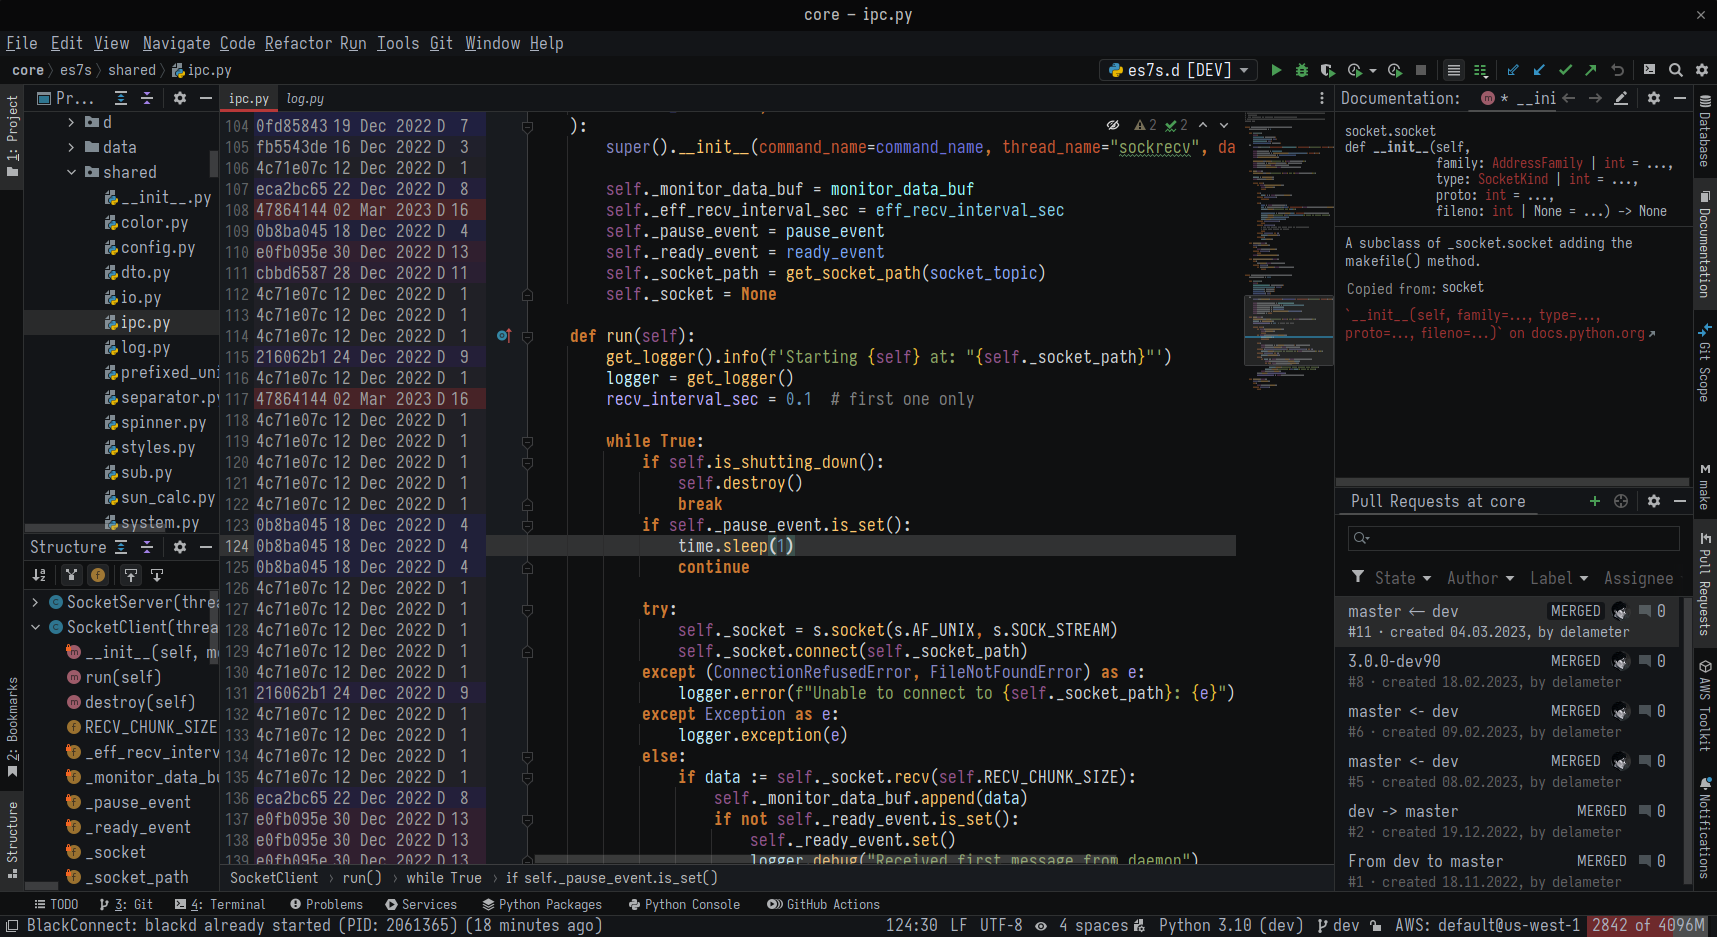 core – ipc.py
File Edit View Navigate Code Refactor Run Tools Git Window Help
core es7s shared ipc.py
es7s.d [DEV]
1: Project
2: Bookmarks
Structure
Pr...
d
data
shared
__init__.py
color.py
config.py
dto.py
io.py
ipc.py
log.py
prefixed_uni
separator.py
spinner.py
styles.py
sub.py
sun_calc.py
system.py
Structure
SocketServer(threa
SocketClient(threa
__init__(self, mo
run(self)
destroy(self)
RECV_CHUNK_SIZE
_eff_recv_interv
_monitor_data_bu
_pause_event
_ready_event
_socket
_socket_path
ipc.py log.py
2 2
104 0fd85843 19 Dec 2022 D 7 ):
105 fb5543de 16 Dec 2022 D 3 super().__init__(command_name=command_name, thread_name="sockrecv", da
106 4c71e07c 12 Dec 2022 D 1
107 eca2bc65 22 Dec 2022 D 8 self._monitor_data_buf = monitor_data_buf
108 47864144 02 Mar 2023 D 16 self._eff_recv_interval_sec = eff_recv_interval_sec
109 0b8ba045 18 Dec 2022 D 4 self._pause_event = pause_event
110 e0fb095e 30 Dec 2022 D 13 self._ready_event = ready_event
111 cbbd6587 28 Dec 2022 D 11 self._socket_path = get_socket_path(socket_topic)
112 4c71e07c 12 Dec 2022 D 1 self._socket = None
113 4c71e07c 12 Dec 2022 D 1
114 4c71e07c 12 Dec 2022 D 1 def run(self):
115 216062b1 24 Dec 2022 D 9 get_logger().info(f'Starting {self} at: "{self._socket_path}"')
116 4c71e07c 12 Dec 2022 D 1 logger = get_logger()
117 47864144 02 Mar 2023 D 16 recv_interval_sec = 0.1 # first one only
118 4c71e07c 12 Dec 2022 D 1
119 4c71e07c 12 Dec 2022 D 1 while True:
120 4c71e07c 12 Dec 2022 D 1 if self.is_shutting_down():
121 4c71e07c 12 Dec 2022 D 1 self.destroy()
122 4c71e07c 12 Dec 2022 D 1 break
123 0b8ba045 18 Dec 2022 D 4 if self._pause_event.is_set():
124 0b8ba045 18 Dec 2022 D 4 time.sleep(1)
125 0b8ba045 18 Dec 2022 D 4 continue
126 4c71e07c 12 Dec 2022 D 1
127 4c71e07c 12 Dec 2022 D 1 try:
128 4c71e07c 12 Dec 2022 D 1 self._socket = s.socket(s.AF_UNIX, s.SOCK_STREAM)
129 4c71e07c 12 Dec 2022 D 1 self._socket.connect(self._socket_path)
130 4c71e07c 12 Dec 2022 D 1 except (ConnectionRefusedError, FileNotFoundError) as e:
131 216062b1 24 Dec 2022 D 9 logger.error(f"Unable to connect to {self._socket_path}: {e}")
132 4c71e07c 12 Dec 2022 D 1 except Exception as e:
133 4c71e07c 12 Dec 2022 D 1 logger.exception(e)
134 4c71e07c 12 Dec 2022 D 1 else:
135 4c71e07c 12 Dec 2022 D 1 if data := self._socket.recv(self.RECV_CHUNK_SIZE):
136 eca2bc65 22 Dec 2022 D 8 self._monitor_data_buf.append(data)
137 e0fb095e 30 Dec 2022 D 13 if not self._ready_event.is_set():
138 e0fb095e 30 Dec 2022 D 13 self._ready_event.set()
139 e0fb095e 30 Dec 2022 D 13 logger.debug("Received first message from daemon")
SocketClient run() while True if self._pause_event.is_set()
Documentation: m * __ini
socket.socket
def __init__(self,
family: AddressFamily | int = ...,
type: SocketKind | int = ...,
proto: int = ...,
fileno: int | None = ...) -> None
A subclass of _socket.socket adding the
makefile() method.
Copied from: socket
`__init__(self, family=..., type=...,
proto=..., fileno=...)` on docs.python.org
Pull Requests at core
State Author Label Assignee
master <- dev MERGED 0
#11 · created 04.03.2023, by delameter
3.0.0-dev90 MERGED 0
#8 · created 18.02.2023, by delameter
master <- dev MERGED 0
#6 · created 09.02.2023, by delameter
master <- dev MERGED 0
#5 · created 08.02.2023, by delameter
dev -> master MERGED 0
#2 · created 19.12.2022, by delameter
From dev to master MERGED 0
#1 · created 18.11.2022, by delameter
Database
Documentation
Git Scope
M make
Pull Requests
AWS Toolkit
Notifications
TODO 3: Git 4: Terminal Problems Services Python Packages Python Console GitHub Actions
BlackConnect: blackd already started (PID: 2061365) (18 minutes ago) 124:30 LF UTF-8 4 spaces Python 3.10 (dev) dev AWS: default@us-west-1 2842 of 4096M